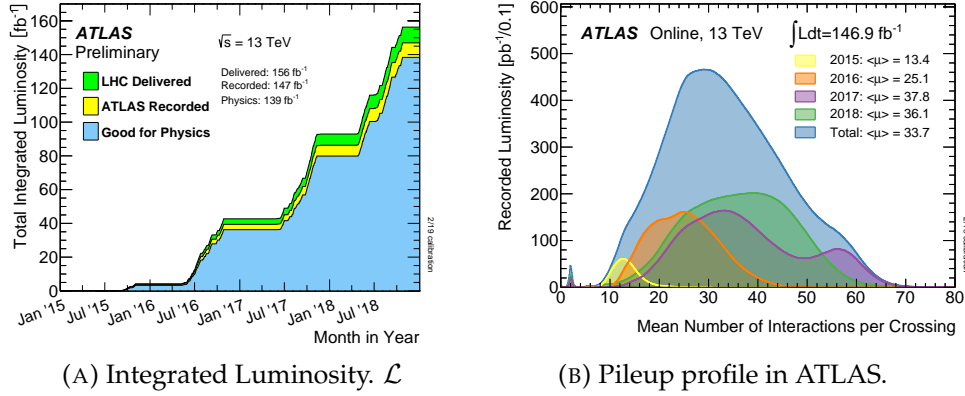 Total Integrated Luminosity [fb⁻¹]
160
140
120
100
80
60
40
20
0
ATLAS
Preliminary
√s = 13 TeV
LHC Delivered
ATLAS Recorded
Good for Physics
Delivered: 156 fb⁻¹
Recorded: 147 fb⁻¹
Physics: 139 fb⁻¹
2/19 calibration
Jan '15
Jul '15
Jan '16
Jul '16
Jan '17
Jul '17
Jan '18
Jul '18
Month in Year
(A) Integrated Luminosity. ℒ
Recorded Luminosity [pb⁻¹/0.1]
600
500
400
300
200
100
0
ATLAS Online, 13 TeV
∫Ldt=146.9 fb⁻¹
2015: <μ> = 13.4
2016: <μ> = 25.1
2017: <μ> = 37.8
2018: <μ> = 36.1
Total: <μ> = 33.7
0 10 20 30 40 50 60 70 80
Mean Number of Interactions per Crossing
(B) Pileup profile in ATLAS.